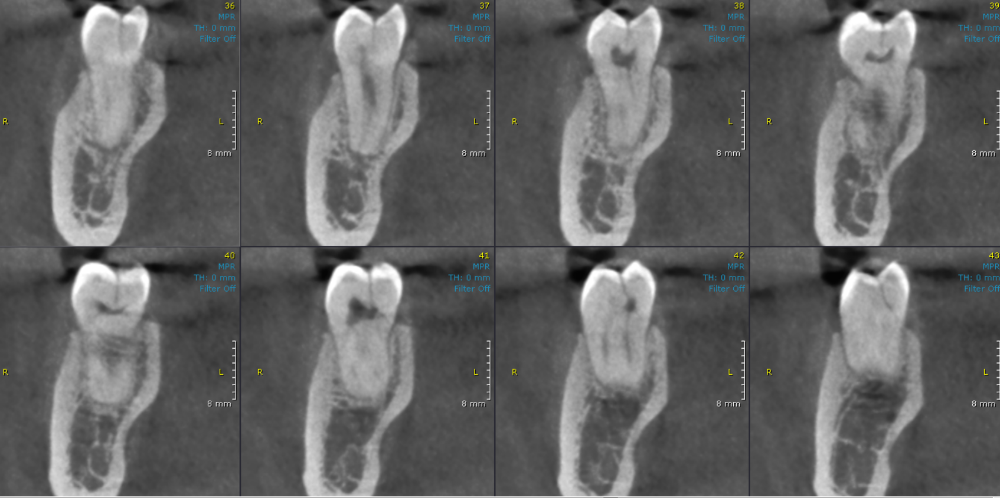 36
MPR
TH: 0 mm
Filter Off
R
L
8 mm
37
MPR
TH: 0 mm
Filter Off
R
L
8 mm
38
MPR
TH: 0 mm
Filter Off
R
L
8 mm
39
MPR
TH: 0 mm
Filter Off
R
L
8 mm
40
MPR
TH: 0 mm
Filter Off
R
L
8 mm
41
MPR
TH: 0 mm
Filter Off
R
L
8 mm
42
MPR
TH: 0 mm
Filter Off
R
L
8 mm
43
MPR
TH: 0 mm
Filter Off
R
L
8 mm